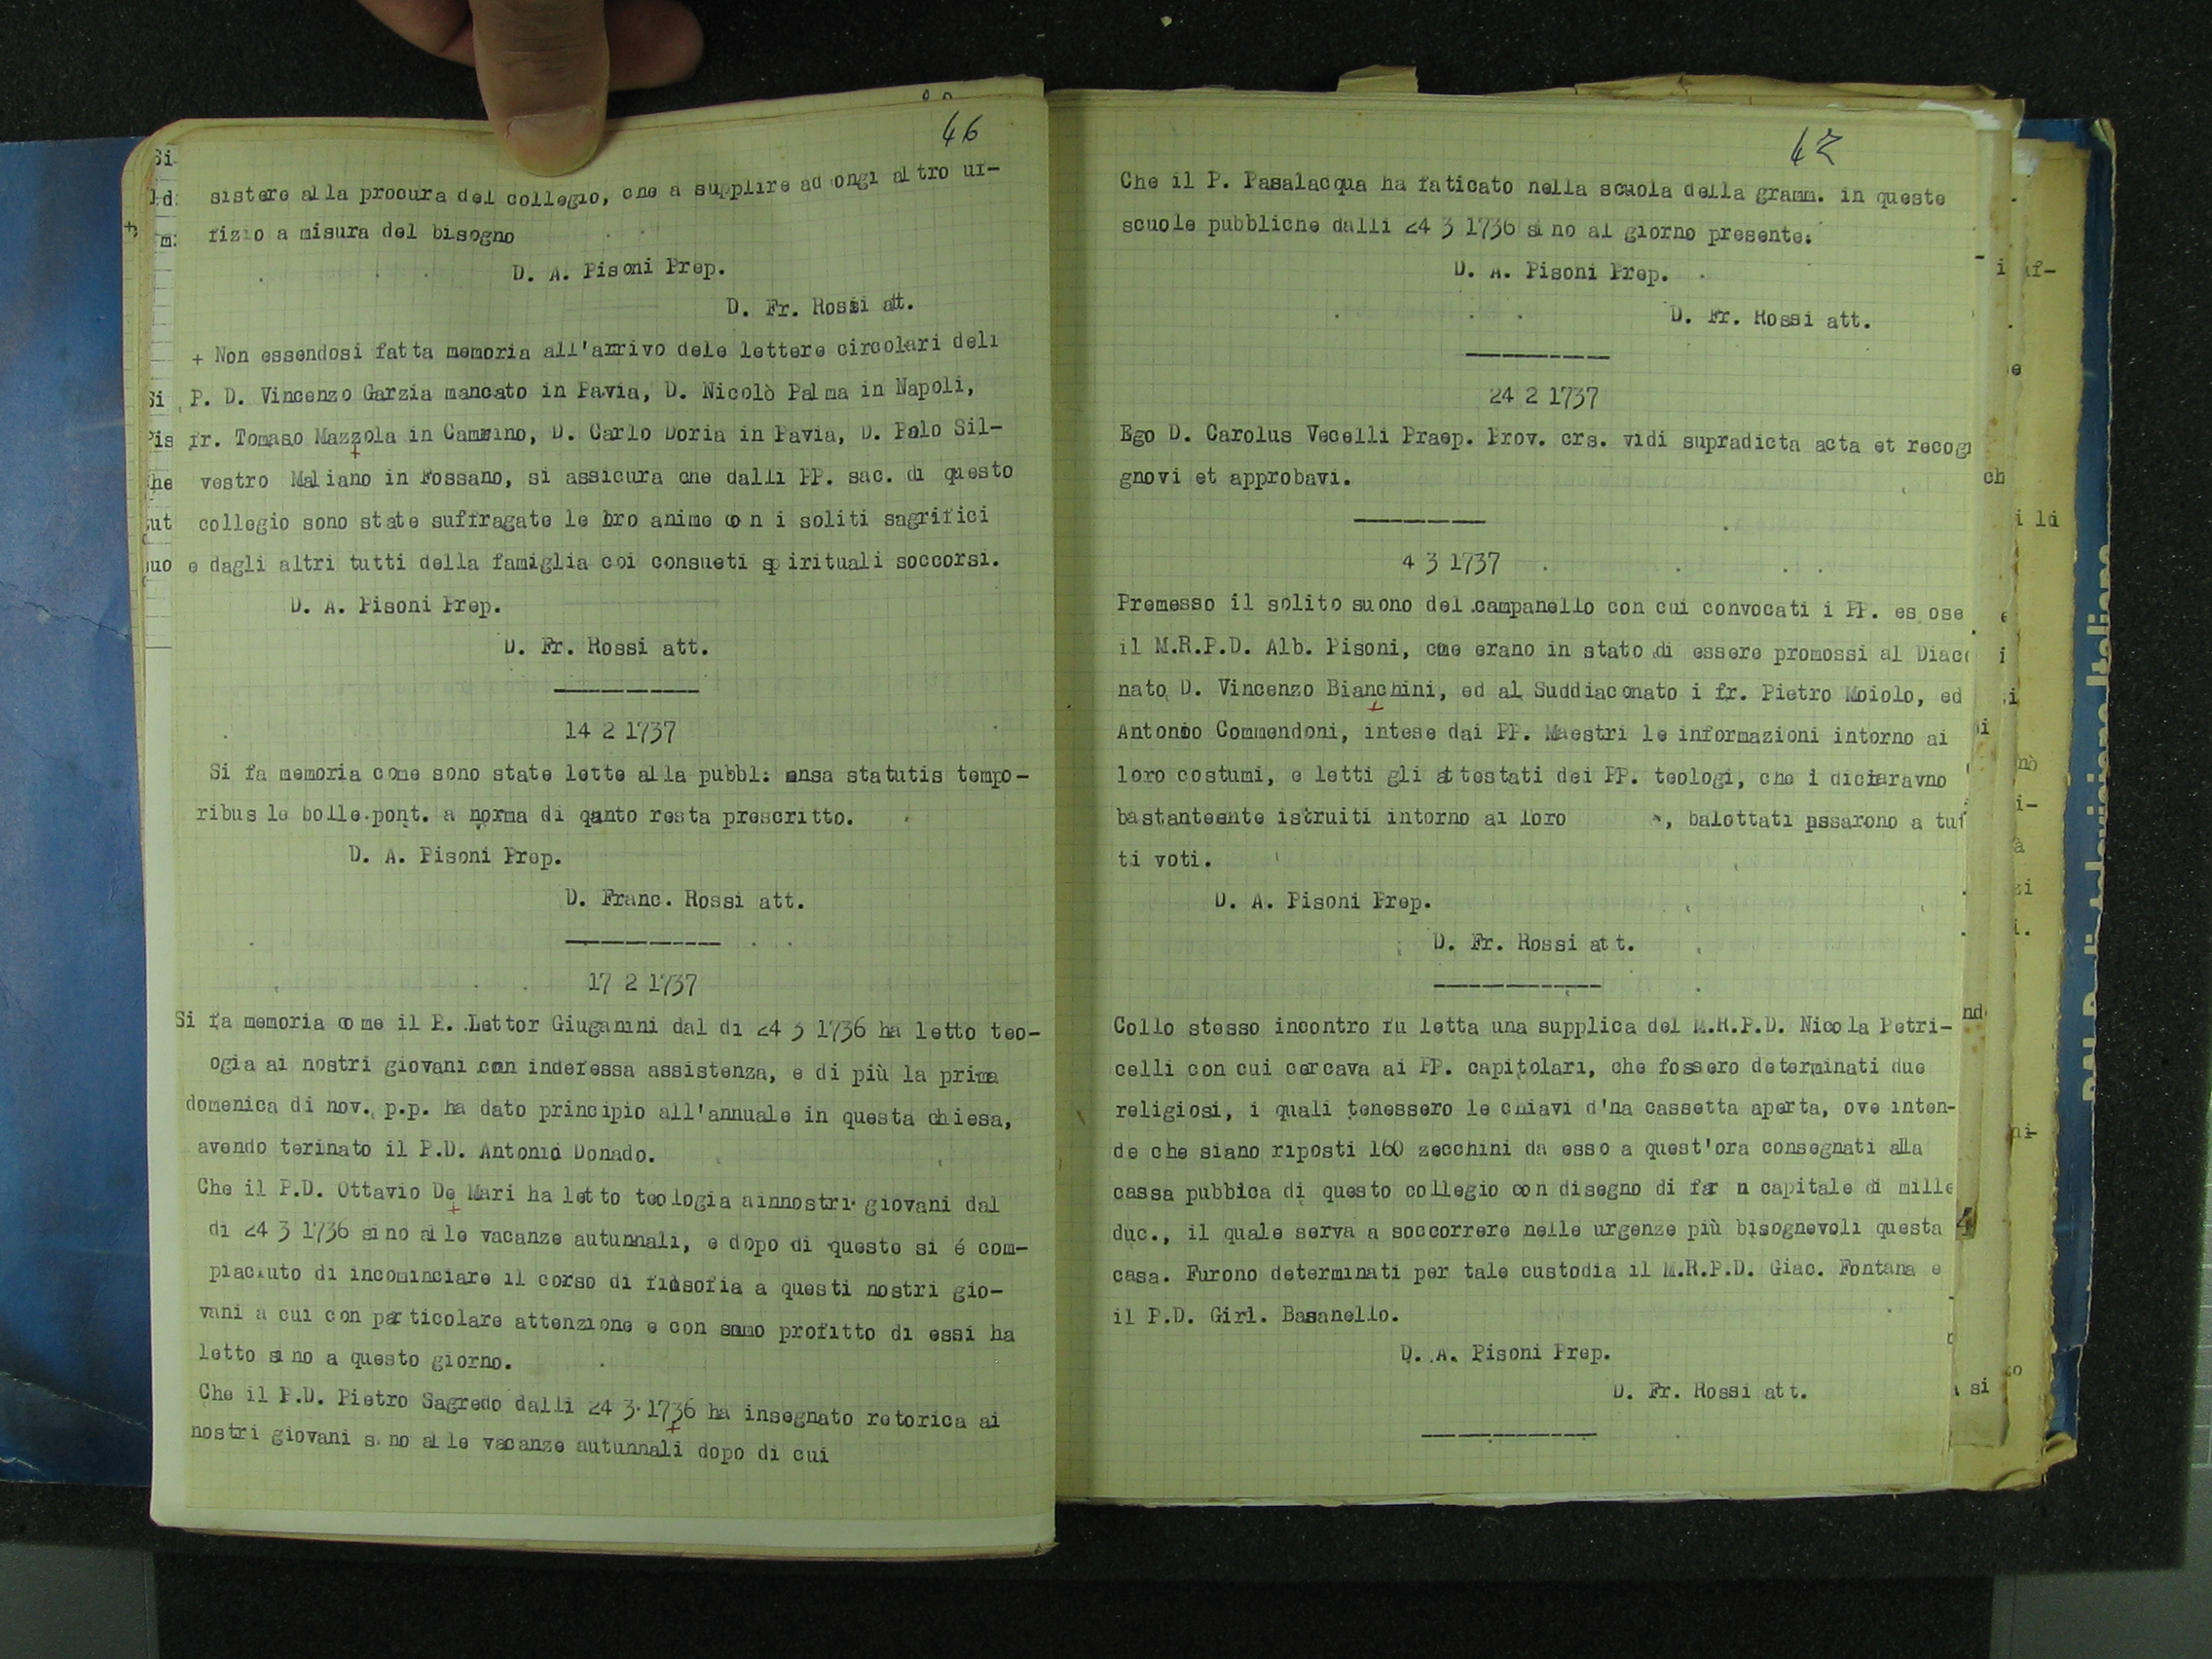 46
sistere alla procura del collegio, che a supplire ad ongi altro uf-
fizio a misura del bisogno
D. A. Pisoni Prep.
D. Fr. Rossi att.
+ Non essendosi fatta memoria all'arrivo dele lettere circolari deli
P. D. Vincenzo Garzia mancato in Pavia, D. Nicolò Palma in Napoli,
fr. Tomaso Mazzola in Camrino, D. Carlo Doria in Pavia, D. Palo Sil-
vestro Maliano in Fossano, si assicura che dalli PP. sac. di questo
collegio sono state suffragate le loro anime con i soliti sagrifici
e dagli altri tutti della famiglia coi consueti spirituali soccorsi.
D. A. Pisoni Prep.
D. Fr. Rossi att.
14 2 1737
Si fa memoria come sono state lette alla pubbl. mensa statutis tempo-
ribus le bolle pont. a norma di qanto resta prescritto.
D. A. Pisoni Prep.
D. Franc. Rossi att.
17 2 1737
Si fa memoria come il P. Lettor Giuganini dal di 24 3 1736 ha letto teo-
ogia ai nostri giovani con indefessa assistenza, e di più la prima
domenica di nov. p.p. ha dato principio all'annuale in questa chiesa,
avendo terinato il P.D. Antonio Donado.
Che il P.D. Ottavio De Mari ha letto teologia ainnostri giovani dal
di 24 3 1736 sino alle vacanze autunnali, e dopo di queste si é com-
piaciuto di incominciare il corso di filosofia a questi nostri gio-
vani a cui con particolare attenzione e con sommo profitto di essi ha
letto sino a questo giorno.
Che il P.D. Pietro Sagredo dalli 24 3 1736 ha insegnato retorica ai
nostri giovani sino alle vacanze autunnali dopo di cui
47
Che il P. Pasalacqua ha faticato nella scuola della gramm. in queste
scuole pubbliche dalli 24 3 1736 sino al giorno presente.
D. A. Pisoni Prep.
D. Fr. Rossi att.
24 2 1737
Ego D. Carolus Vecelli Praep. Prov. crs. vidi supradicta acta et recog
gnovi et approbavi.
4 3 1737
Premesso il solito suono del campanello con cui convocati i PP. es ose
il M.R.P.D. Alb. Pisoni, che erano in stato di essere promossi al Diaco
nato D. Vincenzo Bianchini, ed al Suddiaconato i fr. Pietro Moiolo, ed
Antonio Commendoni, intese dai PP. Maestri le informazioni intorno ai
loro costumi, e letti gli attestati dei PP. teologi, che i diciaravno
bastanteente istruiti intorno ai loro , balottati pssarono a tut
ti voti.
D. A. Pisoni Prep.
D. Fr. Rossi att.
Collo stesso incontro fu letta una supplica del M.R.P.D. Nicola Petri-
celli con cui cercava ai PP. capitolari, che fossero determinati due
religiosi, i quali tenessero le chiavi d'na cassetta aperta, ove inten-
de che siano riposti 160 zecchini da esso a quest'ora consegnati alla
cassa pubbica di questo collegio con disegno di far n capitale di mille
duc., il quale serva a soccorrere nelle urgenze più bisognevoli questa
casa. Furono determinati per tale custodia il M.R.P.D. Giac. Fontana e
il P.D. Girl. Basanello.
D. A. Pisoni Prep.
D. Fr. Rossi att.